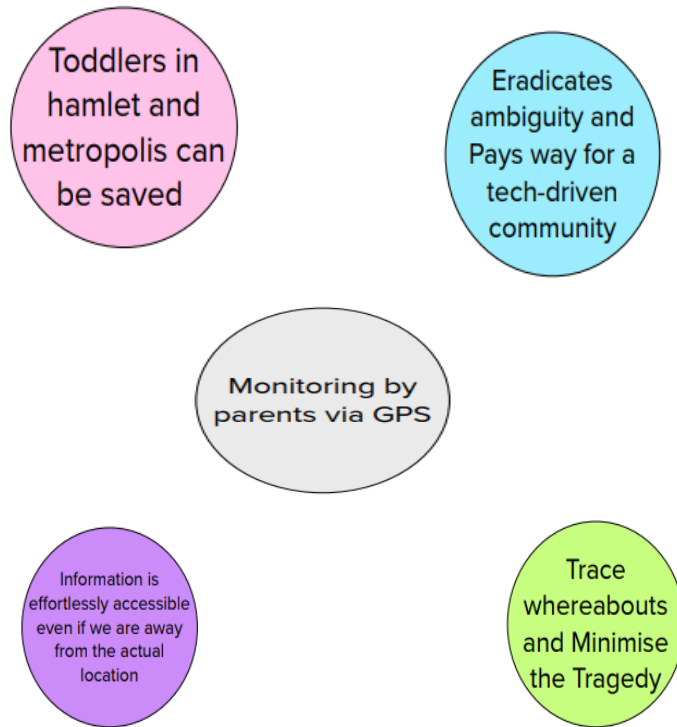 Toddlers in
hamlet and
metropolis can
be saved
Eradicates
ambiguity and
Pays way for a
tech-driven
community
Monitoring by
parents via GPS
Information is
effortlessly accessible
even if we are away
from the actual
location
Trace
whereabouts
and Minimise
the Tragedy